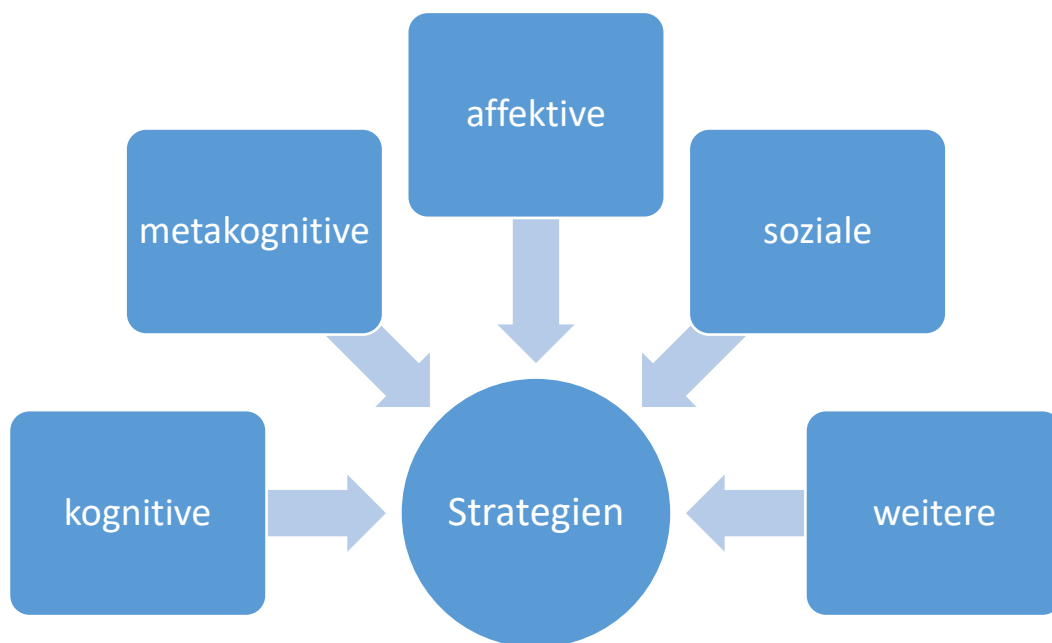 affektive
metakognitive
soziale
kognitive
Strategien
weitere